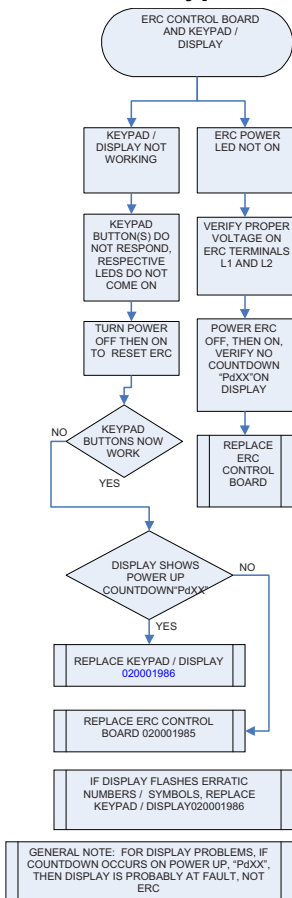 ERC CONTROL BOARD
AND KEYPAD /
DISPLAY
KEYPAD /
DISPLAY NOT
WORKING
ERC POWER
LED NOT ON
KEYPAD
BUTTON(S) DO
NOT RESPOND,
RESPECTIVE
LEDS DO NOT
COME ON
VERIFY PROPER
VOLTAGE ON
ERC TERMINALS
L1 AND L2
TURN POWER
OFF THEN ON
TO RESET ERC
POWER ERC
OFF, THEN ON,
VERIFY NO
COUNTDOWN
“PdXX”ON
DISPLAY
NO
KEYPAD
BUTTONS NOW
WORK
YES
REPLACE
ERC
CONTROL
BOARD
DISPLAY SHOWS
POWER UP
COUNTDOWN“PdXX”
NO
YES
REPLACE KEYPAD / DISPLAY
020001986
REPLACE ERC CONTROL
BOARD 020001985
IF DISPLAY FLASHES ERRATIC
NUMBERS / SYMBOLS, REPLACE
KEYPAD / DISPLAY020001986
GENERAL NOTE: FOR DISPLAY PROBLEMS, IF
COUNTDOWN OCCURS ON POWER UP, “PdXX”,
THEN DISPLAY IS PROBABLY AT FAULT, NOT
ERC